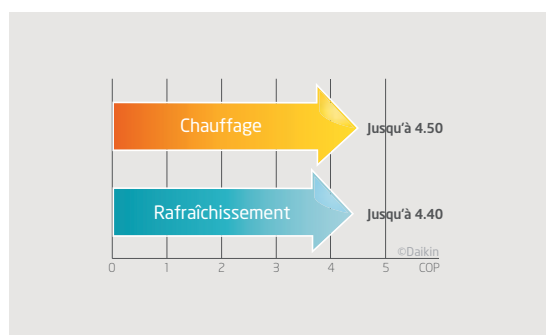 Chauffage
Jusqu'à 4.50
Rafraîchissement
Jusqu'à 4.40
©Daikin
0 1 2 3 4 5 COP